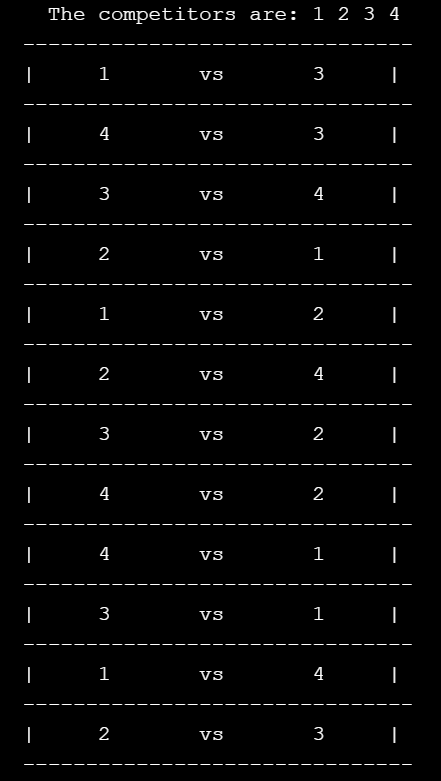 The competitors are: 1 2 3 4
-------------------------------
|     1       vs       3     |
-------------------------------
|     4       vs       3     |
-------------------------------
|     3       vs       4     |
-------------------------------
|     2       vs       1     |
-------------------------------
|     1       vs       2     |
-------------------------------
|     2       vs       4     |
-------------------------------
|     3       vs       2     |
-------------------------------
|     4       vs       2     |
-------------------------------
|     4       vs       1     |
-------------------------------
|     3       vs       1     |
-------------------------------
|     1       vs       4     |
-------------------------------
|     2       vs       3     |
-------------------------------